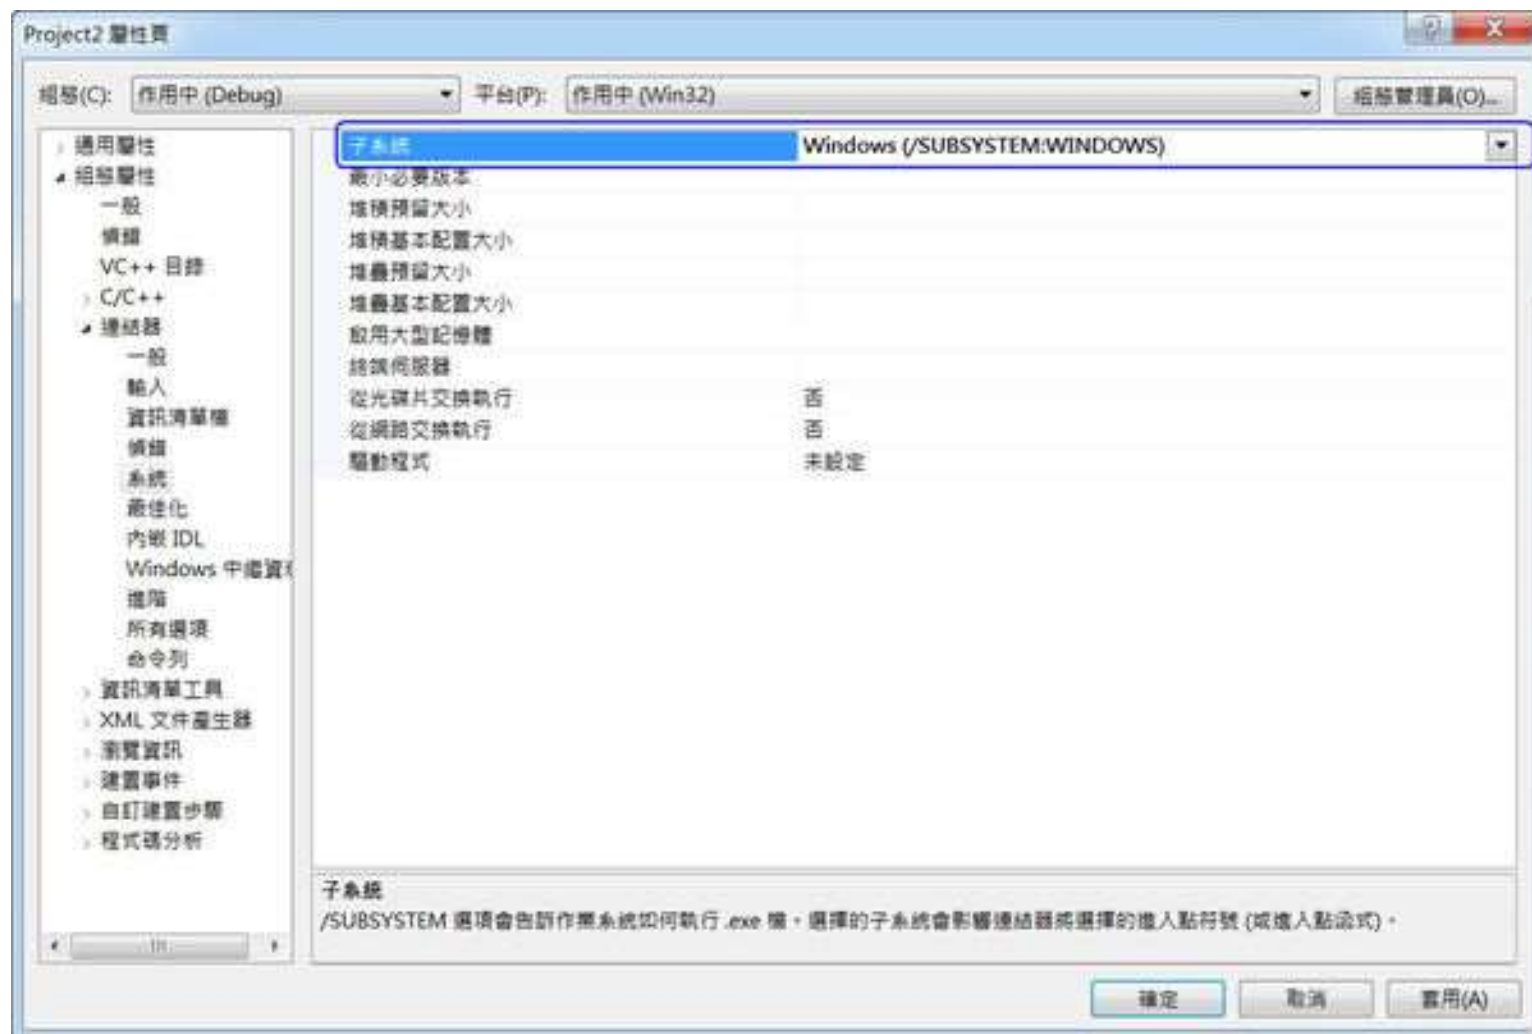 Project2 屬性頁
組態(C): 作用中 (Debug) 平台(P): 作用中 (Win32) 組態管理員(O)...
通用屬性
組態屬性
一般
偵錯
VC++ 目錄
C/C++
連結器
一般
輸入
資訊清單檔
偵錯
系統
最佳化
內嵌 IDL
Windows 中繼資
進階
所有選項
命令列
資訊清單工具
XML 文件產生器
瀏覽資訊
建置事件
自訂建置步驟
程式碼分析
子系統 Windows (/SUBSYSTEM:WINDOWS)
最小必要版本
堆積預留大小
堆積基本配置大小
堆疊預留大小
堆疊基本配置大小
啟用大型記憶體
終端伺服器
從光碟片交換執行 否
從網路交換執行 否
驅動程式 未設定
子系統
/SUBSYSTEM 選項會告訴作業系統如何執行 .exe 檔。選擇的子系統會影響連結器將選擇的進入點符號 (或進入點函式)。
確定 取消 套用(A)